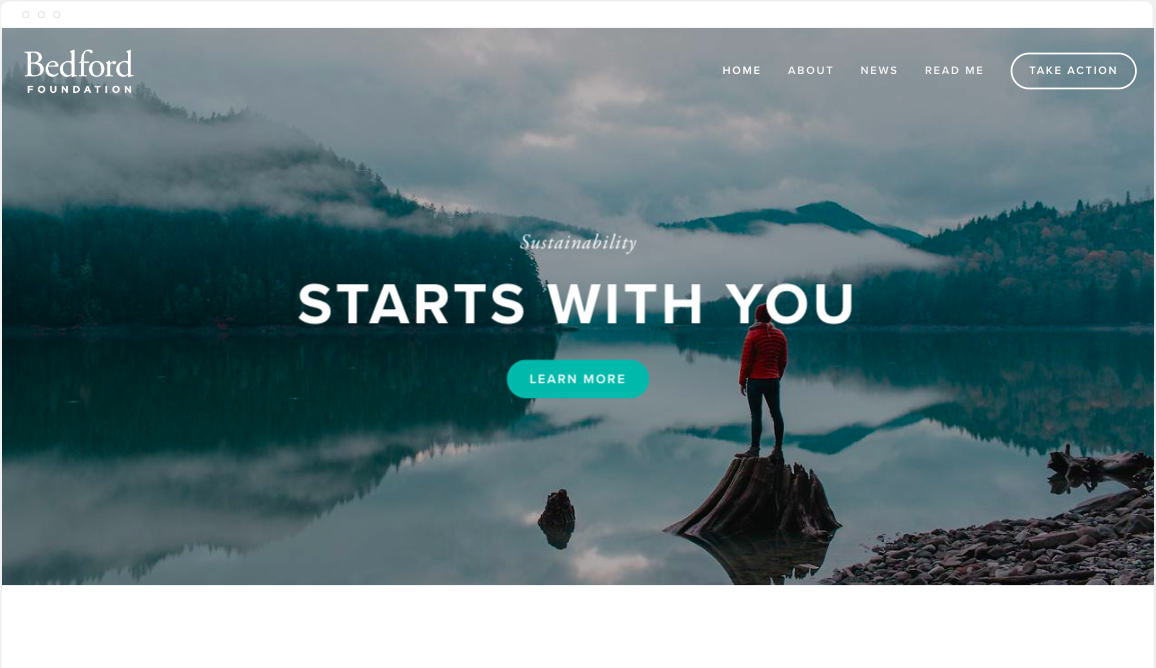 Bedford
FOUNDATION
HOME ABOUT NEWS READ ME TAKE ACTION
Sustainability
STARTS WITH YOU
LEARN MORE